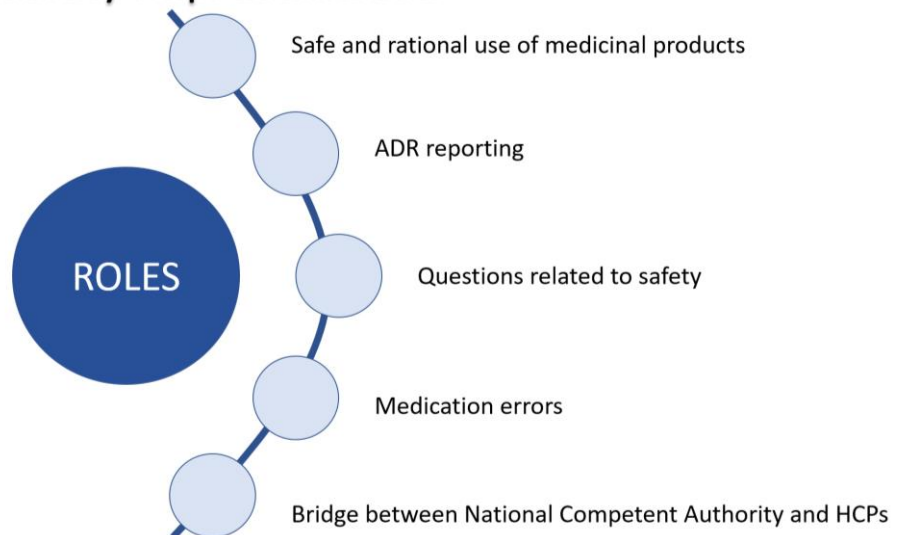 Safe and rational use of medicinal products
ADR reporting
ROLES
Questions related to safety
Medication errors
Bridge between National Competent Authority and HCPs